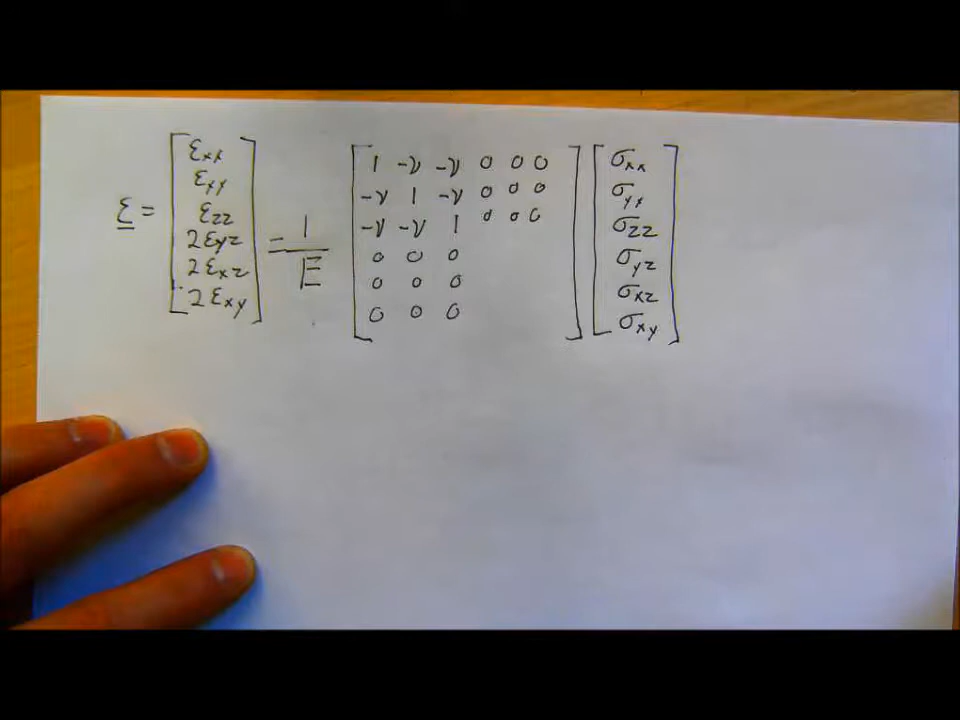 ε = [εxx εyy εzz 2εyz 2εxz 2εxy] = 1/E
1 -ν -ν 0 0 0 σxx
-ν 1 -ν 0 0 0 σyy
-ν -ν 1 0 0 0 σzz
0 0 0 σyz
0 0 0 σxz
0 0 0 σxy